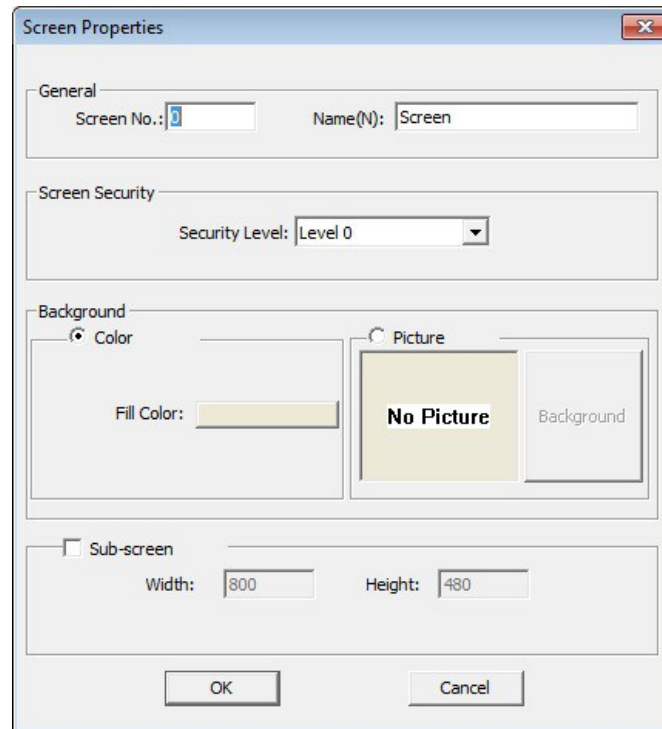 Screen Properties
General
Screen No.: 0 Name(N): Screen
Screen Security
Security Level: Level 0
Background
Color Picture
Fill Color: No Picture Background
Sub-screen
Width: 800 Height: 480
OK Cancel